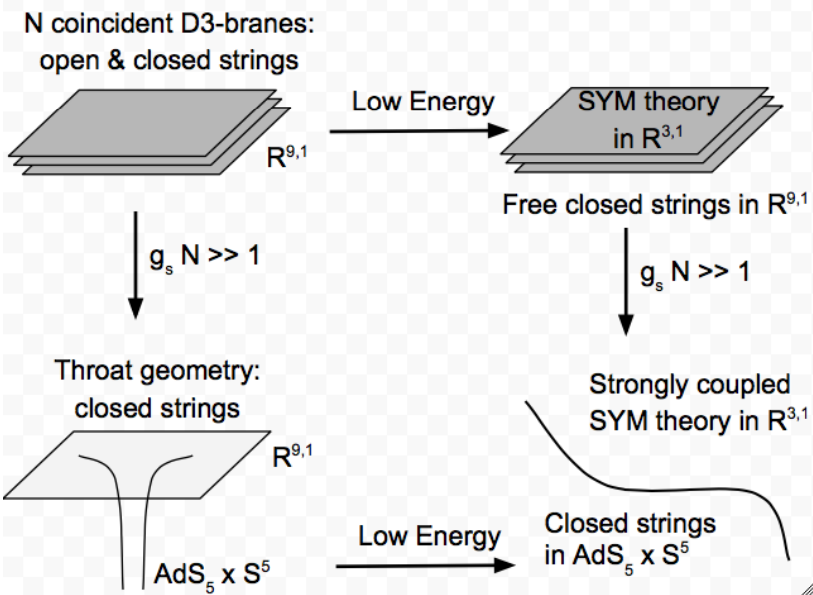 N coincident D3-branes:
open & closed strings
R⁹,¹
Low Energy
SYM theory
in R³,¹
Free closed strings in R⁹,¹
gₛ N >> 1
gₛ N >> 1
Throat geometry:
closed strings
R⁹,¹
AdS₅ x S⁵
Low Energy
Strongly coupled
SYM theory in R³,¹
Closed strings
in AdS₅ x S⁵